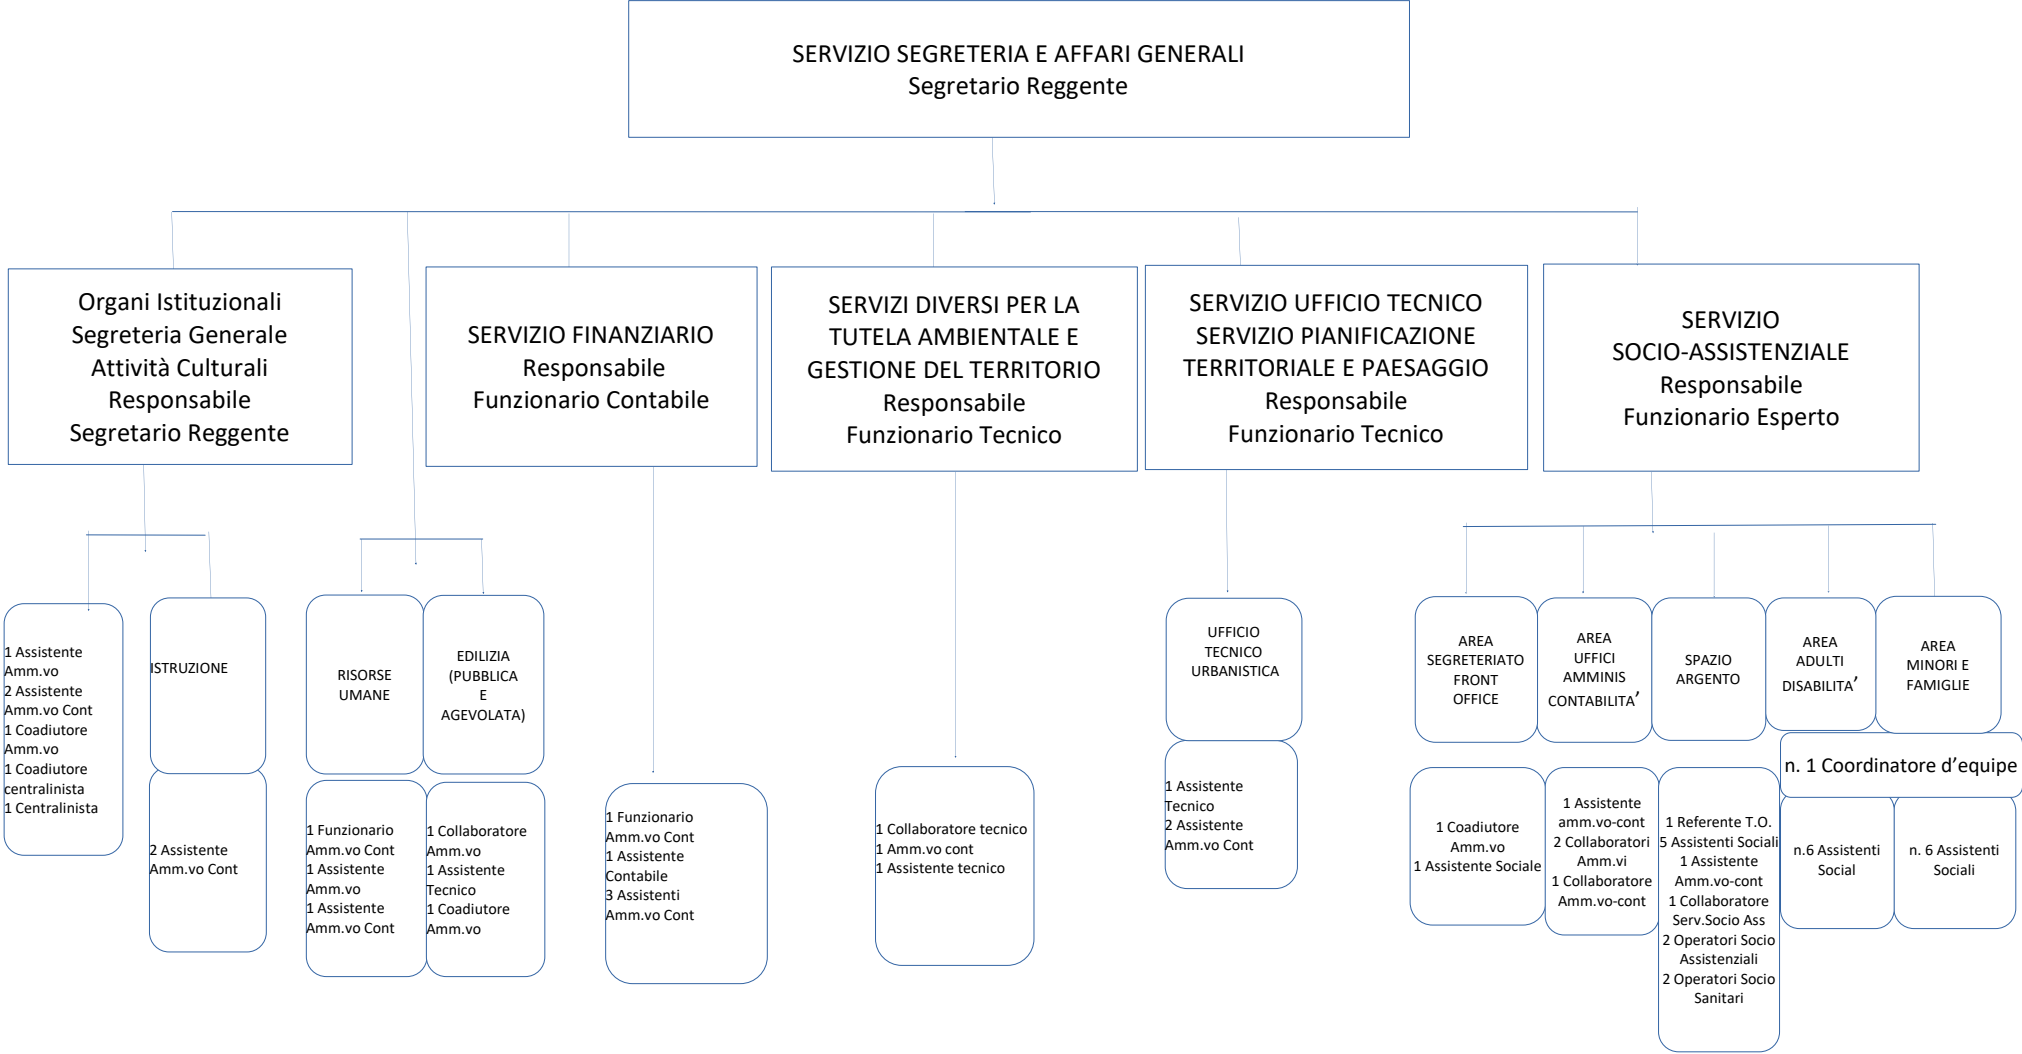 SERVIZIO SEGRETERIA E AFFARI GENERALI
Segretario Reggente
Organi Istituzionali
Segreteria Generale
Attività Culturali
Responsabile
Segretario Reggente
SERVIZIO FINANZIARIO
Responsabile
Funzionario Contabile
SERVIZI DIVERSI PER LA
TUTELA AMBIENTALE E
GESTIONE DEL TERRITORIO
Responsabile
Funzionario Tecnico
SERVIZIO UFFICIO TECNICO
SERVIZIO PIANIFICAZIONE
TERRITORIALE E PAESAGGIO
Responsabile
Funzionario Tecnico
SERVIZIO
SOCIO-ASSISTENZIALE
Responsabile
Funzionario Esperto
1 Assistente
Amm.vo
2 Assistente
Amm.vo Cont
1 Coadiutore
Amm.vo
1 Coadiutore
centralinista
1 Centralinista
ISTRUZIONE
2 Assistente
Amm.vo Cont
RISORSE
UMANE
1 Funzionario
Amm.vo Cont
1 Assistente
Amm.vo
1 Assistente
Amm.vo Cont
EDILIZIA
(PUBBLICA
E
AGEVOLATA)
1 Collaboratore
Amm.vo
1 Assistente
Tecnico
1 Coadiutore
Amm.vo
1 Funzionario
Amm.vo Cont
1 Assistente
Contabile
3 Assistenti
Amm.vo Cont
1 Collaboratore tecnico
1 Amm.vo cont
1 Assistente tecnico
UFFICIO
TECNICO
URBANISTICA
1 Assistente
Tecnico
2 Assistente
Amm.vo Cont
AREA
SEGRETERIATO
FRONT
OFFICE
1 Coadiutore
Amm.vo
1 Assistente Sociale
AREA
UFFICI
AMMINIS
CONTABILITA’
1 Assistente
amm.vo-cont
2 Collaboratori
Amm.vi
1 Collaboratore
Amm.vo-cont
SPAZIO
ARGENTO
1 Referente T.O.
5 Assistenti Sociali
1 Assistente
Amm.vo-cont
1 Collaboratore
Serv.Socio Ass
2 Operatori Socio
Assistenziali
2 Operatori Socio
Sanitari
AREA
ADULTI
DISABILITA’
AREA
MINORI E
FAMIGLIE
n. 1 Coordinatore d’equipe
n.6 Assistenti
Social
n. 6 Assistenti
Sociali